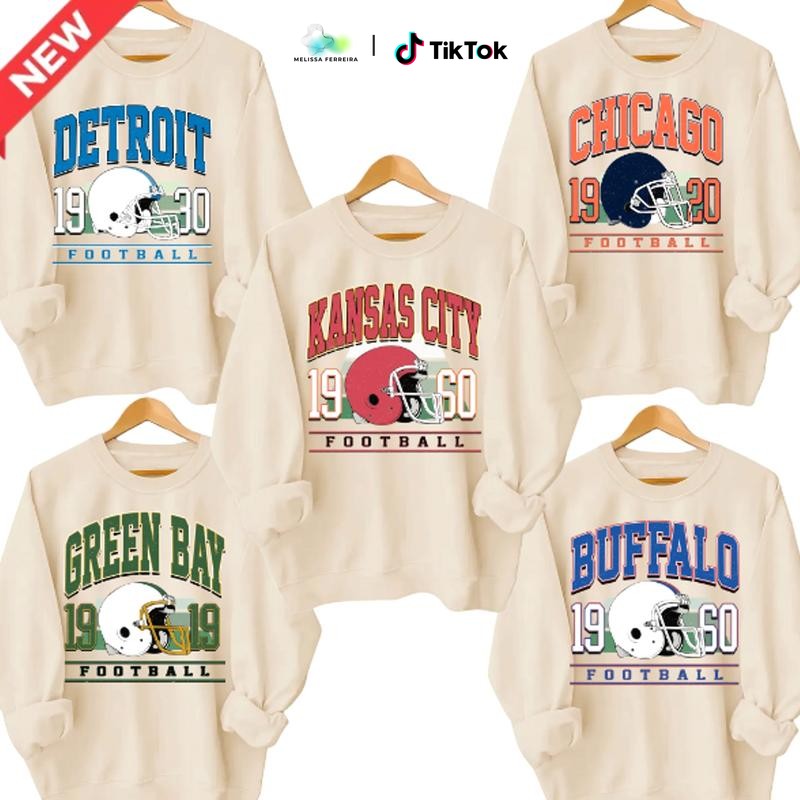 NEW
MELISSA FERREIRA | TikTok
DETROIT
19 30
FOOTBALL
CHICAGO
19 20
FOOTBALL
KANSAS CITY
19 60
FOOTBALL
GREEN BAY
19 19
FOOTBALL
BUFFALO
19 60
FOOTBALL